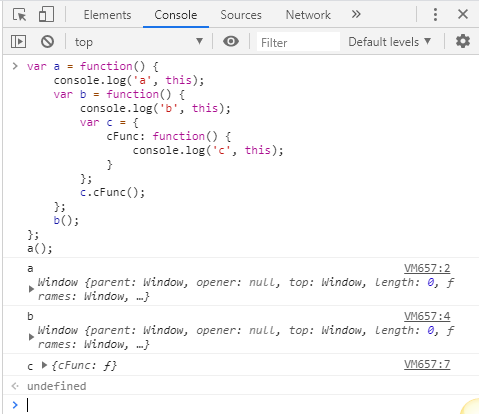 Elements Console Sources Network »
top ▼ Filter Default levels ▼
> var a = function() {
    console.log('a', this);
    var b = function() {
        console.log('b', this);
        var c = {
            cFunc: function() {
                console.log('c', this);
            }
        };
        c.cFunc();
    };
    b();
};
a();
a VM657:2
▶ Window {parent: Window, opener: null, top: Window, length: 0, f
rames: Window, …}
b VM657:4
▶ Window {parent: Window, opener: null, top: Window, length: 0, f
rames: Window, …}
c ▶ {cFunc: ƒ} VM657:7
undefined
>